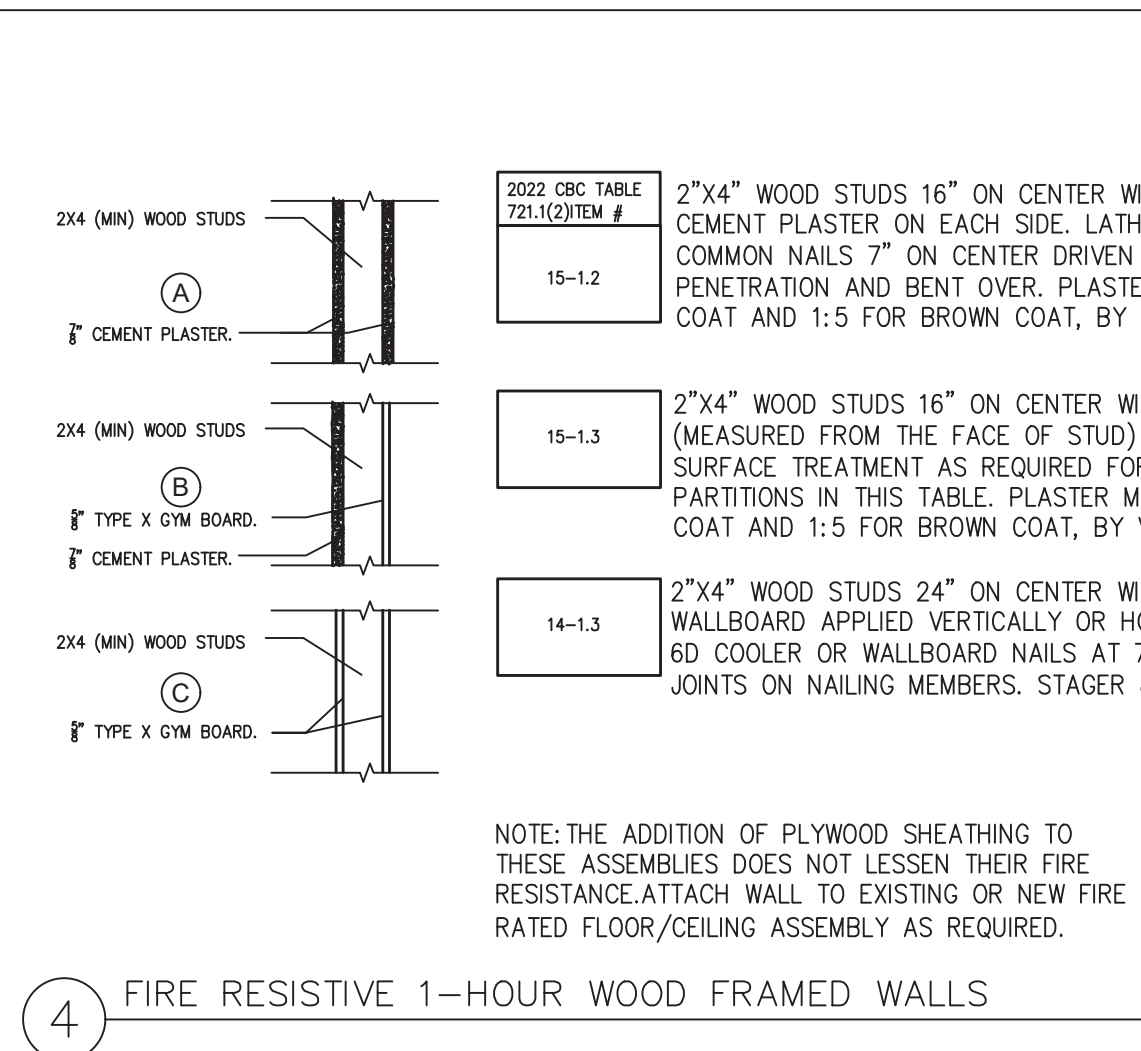 2X4 (MIN) WOOD STUDS
A
7/8" CEMENT PLASTER.
2022 CBC TABLE
721.1(2)ITEM #
15-1.2
2"X4" WOOD STUDS 16" ON CENTER WI
CEMENT PLASTER ON EACH SIDE. LATH
COMMON NAILS 7" ON CENTER DRIVEN
PENETRATION AND BENT OVER. PLASTE
COAT AND 1:5 FOR BROWN COAT, BY
2X4 (MIN) WOOD STUDS
B
5/8" TYPE X GYM BOARD.
7/8" CEMENT PLASTER.
15-1.3
2"X4" WOOD STUDS 16" ON CENTER WI
(MEASURED FROM THE FACE OF STUD)
SURFACE TREATMENT AS REQUIRED FOR
PARTITIONS IN THIS TABLE. PLASTER M
COAT AND 1:5 FOR BROWN COAT, BY V
2X4 (MIN) WOOD STUDS
C
5/8" TYPE X GYM BOARD.
14-1.3
2"X4" WOOD STUDS 24" ON CENTER WI
WALLBOARD APPLIED VERTICALLY OR HO
6D COOLER OR WALLBOARD NAILS AT 7
JOINTS ON NAILING MEMBERS. STAGER
NOTE: THE ADDITION OF PLYWOOD SHEATHING TO
THESE ASSEMBLIES DOES NOT LESSEN THEIR FIRE
RESISTANCE.ATTACH WALL TO EXISTING OR NEW FIRE
RATED FLOOR/CEILING ASSEMBLY AS REQUIRED.
4 FIRE RESISTIVE 1-HOUR WOOD FRAMED WALLS